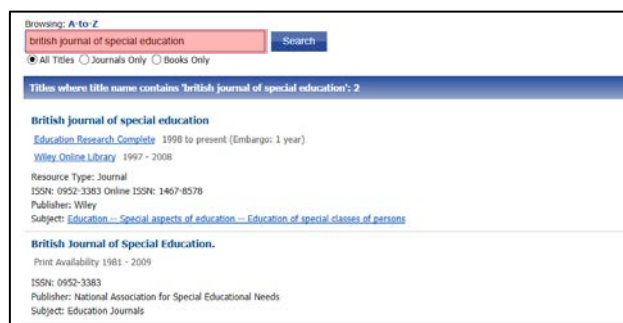 Browsing: A-to-Z
british journal of special education
Search
All Titles Journals Only Books Only
Titles where title name contains 'british journal of special education': 2
British journal of special education
Education Research Complete 1998 to present (Embargo: 1 year)
Wiley Online Library 1997 - 2008
Resource Type: Journal
ISSN: 0952-3383 Online ISSN: 1467-8578
Publisher: Wiley
Subject: Education -- Special aspects of education -- Education of special classes of persons
British Journal of Special Education.
Print Availability 1981 - 2009
ISSN: 0952-3383
Publisher: National Association for Special Educational Needs
Subject: Education Journals